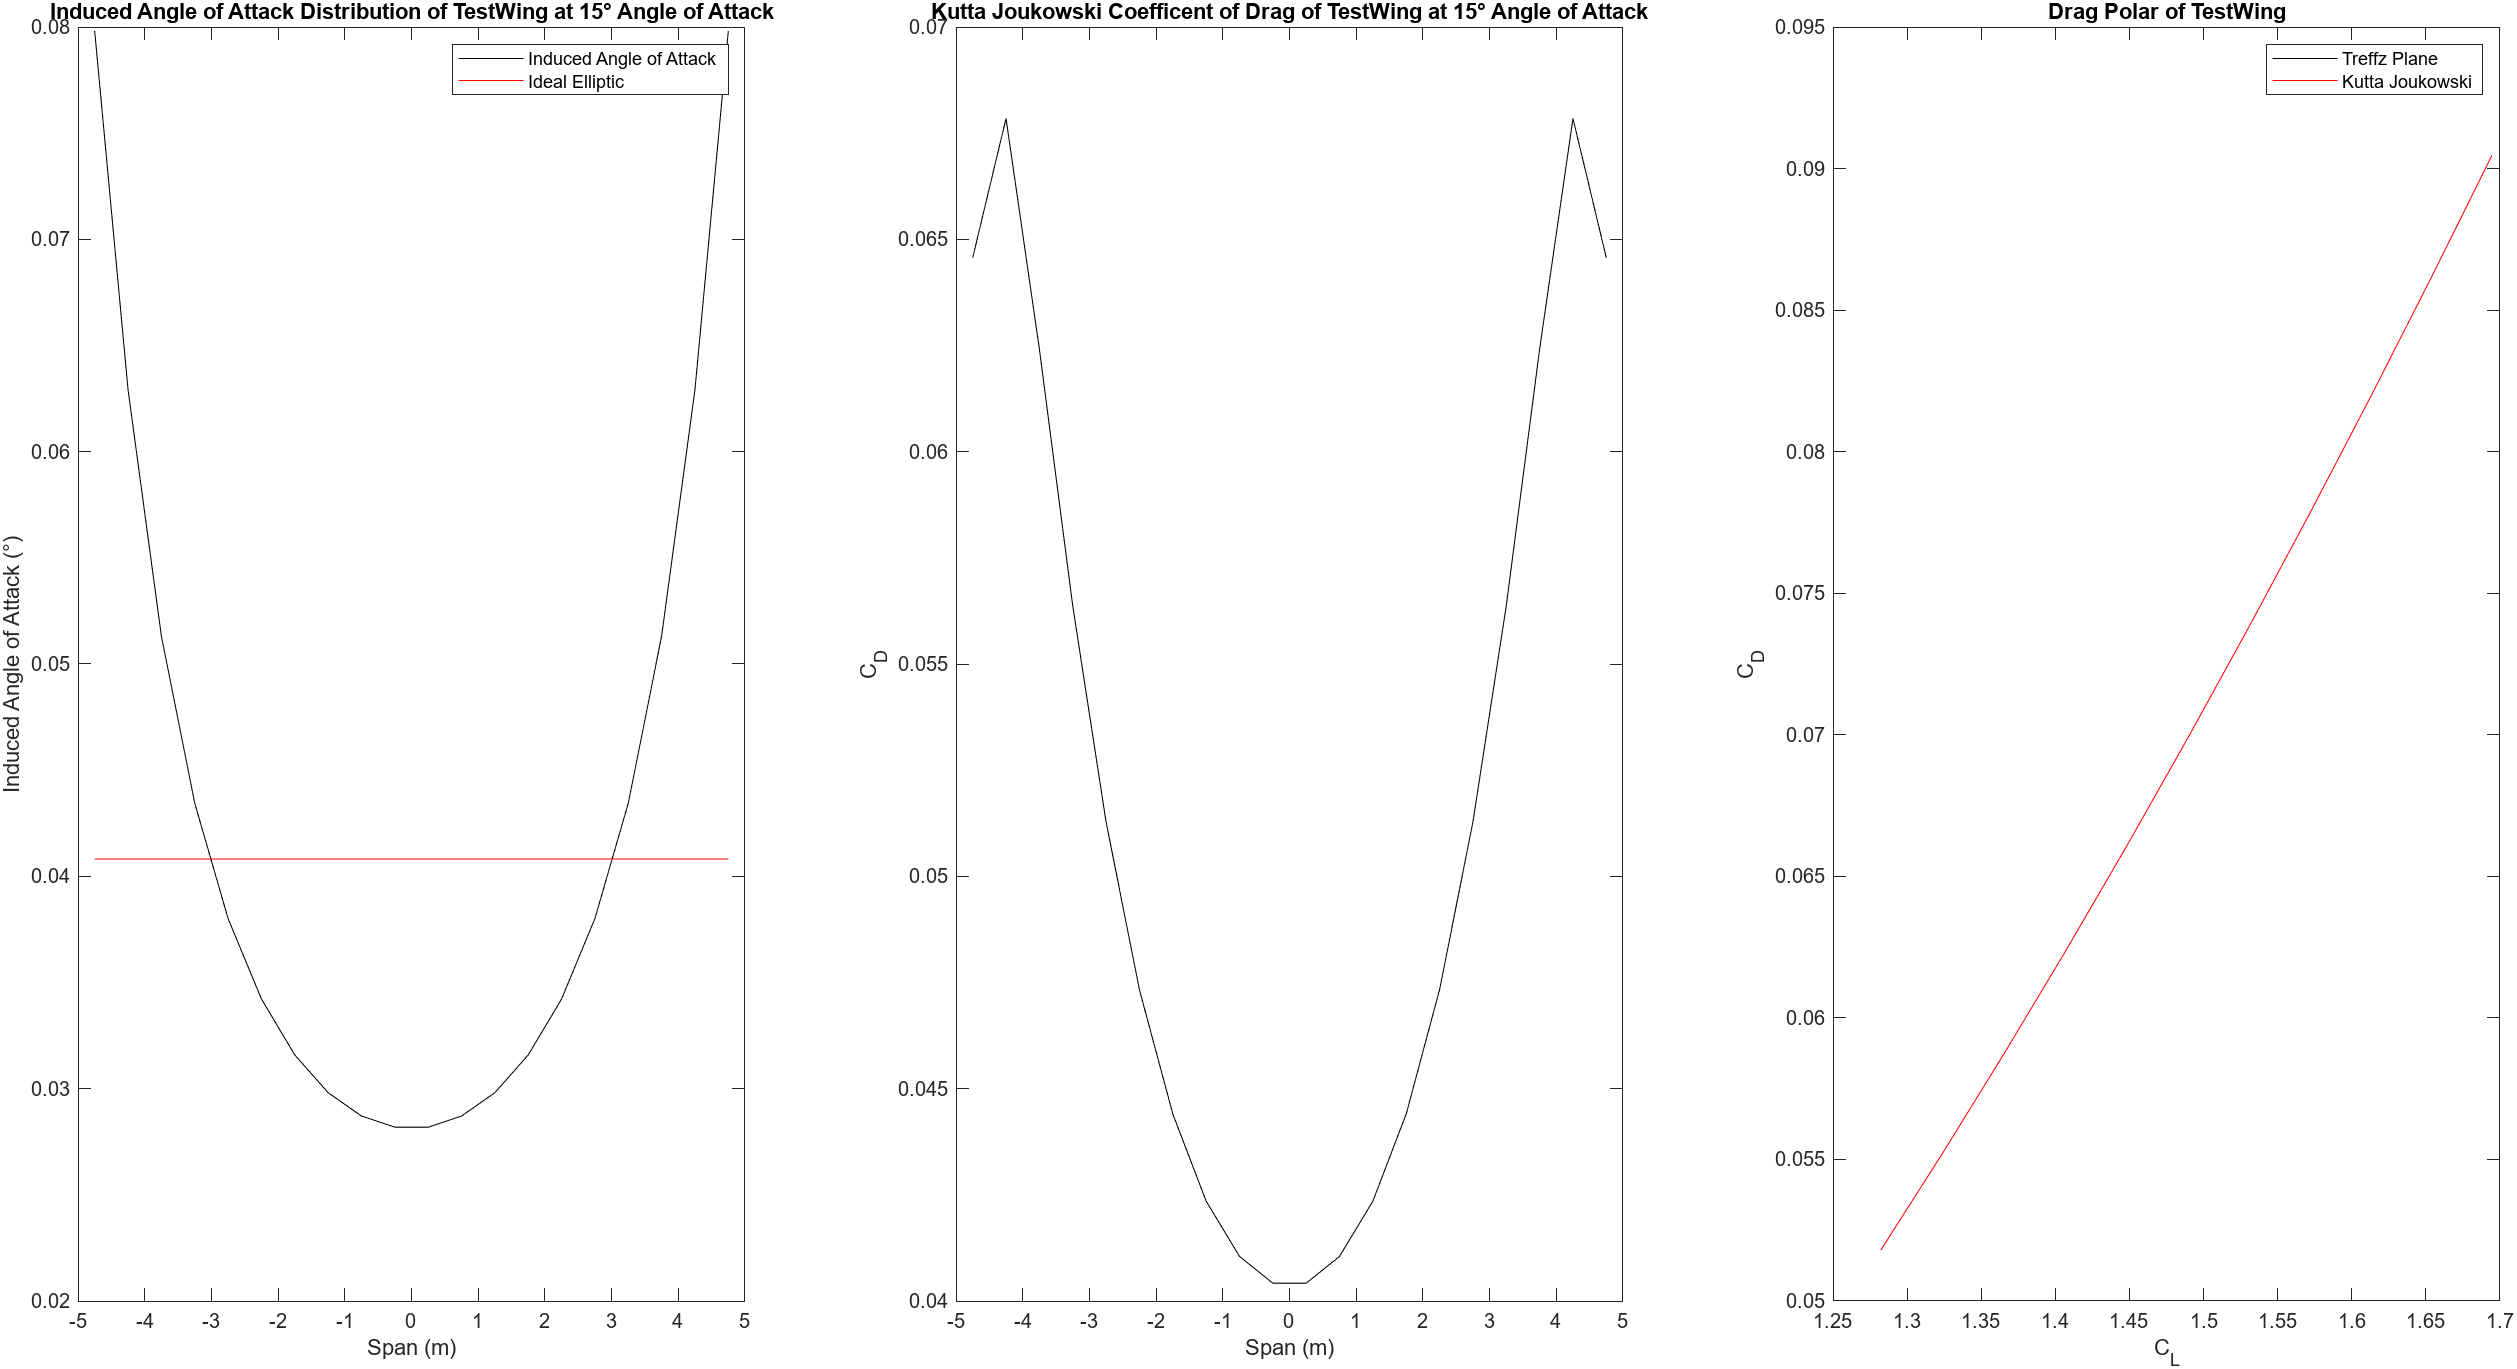 Induced Angle of Attack Distribution of TestWing at 15° Angle of Attack
0.08
0.07
0.06
0.05
0.04
0.03
0.02
Induced Angle of Attack (°)
Induced Angle of Attack
Ideal Elliptic
-5 -4 -3 -2 -1 0 1 2 3 4 5
Span (m)
Kutta Joukowski Coefficent of Drag of TestWing at 15° Angle of Attack
0.07
0.065
0.06
0.055
0.05
0.045
0.04
C_D
-5 -4 -3 -2 -1 0 1 2 3 4 5
Span (m)
Drag Polar of TestWing
0.095
0.09
0.085
0.08
0.075
0.07
0.065
0.06
0.055
0.05
C_D
Treffz Plane
Kutta Joukowski
1.25 1.3 1.35 1.4 1.45 1.5 1.55 1.6 1.65 1.7
C_L